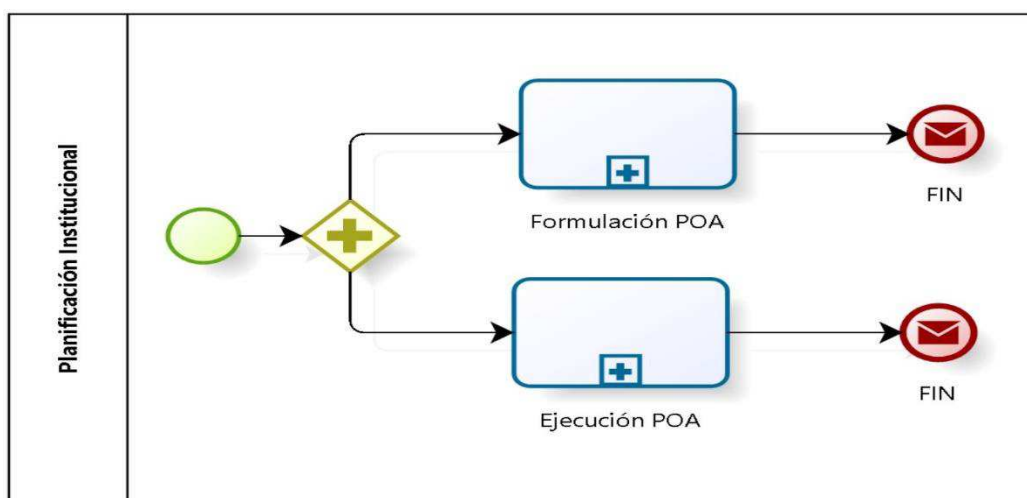 Planificación Institucional
Formulación POA
FIN
Ejecución POA
FIN